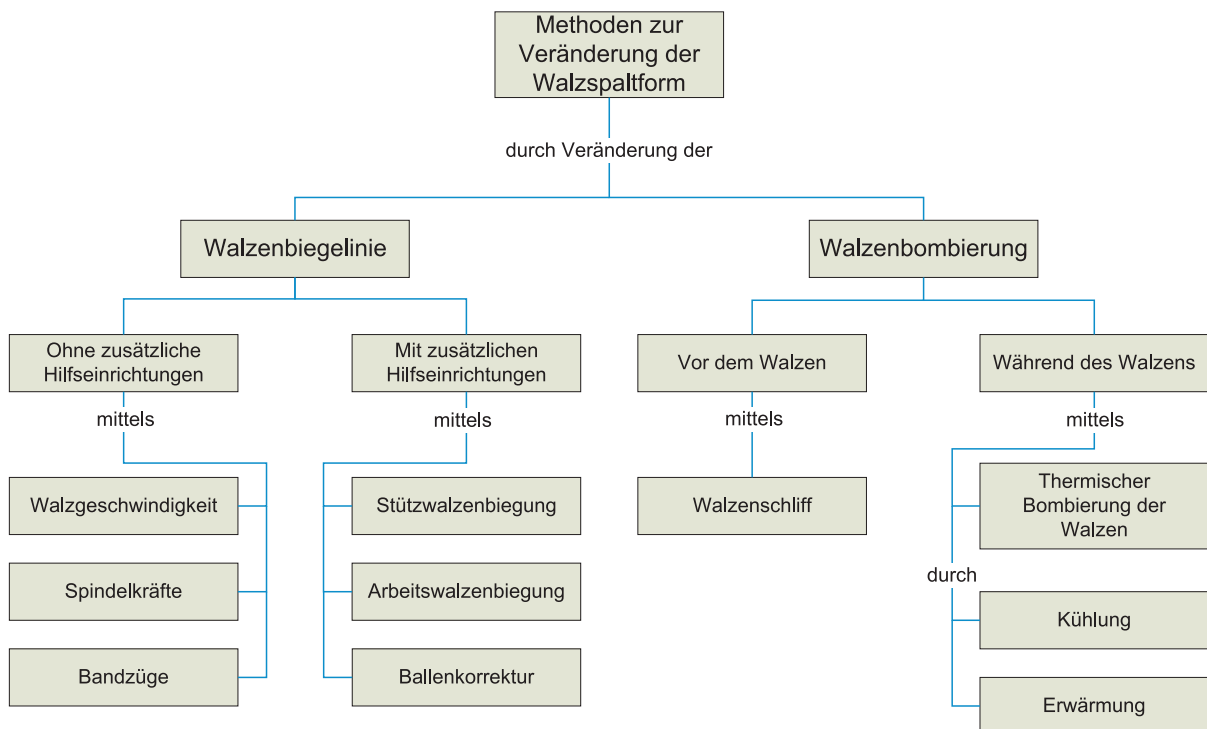 Methoden zur
Veränderung der
Walzspaltform
durch Veränderung der
Walzenbiegelinie
Walzenbombierung
Ohne zusätzliche
Hilfseinrichtungen
Mit zusätzlichen
Hilfseinrichtungen
Vor dem Walzen
Während des Walzens
mittels
mittels
mittels
mittels
Walzgeschwindigkeit
Stützwalzenbiegung
Walzenschliff
Thermischer
Bombierung der
Walzen
Spindelkräfte
Arbeitswalzenbiegung
durch
Kühlung
Bandzüge
Ballenkorrektur
Erwärmung